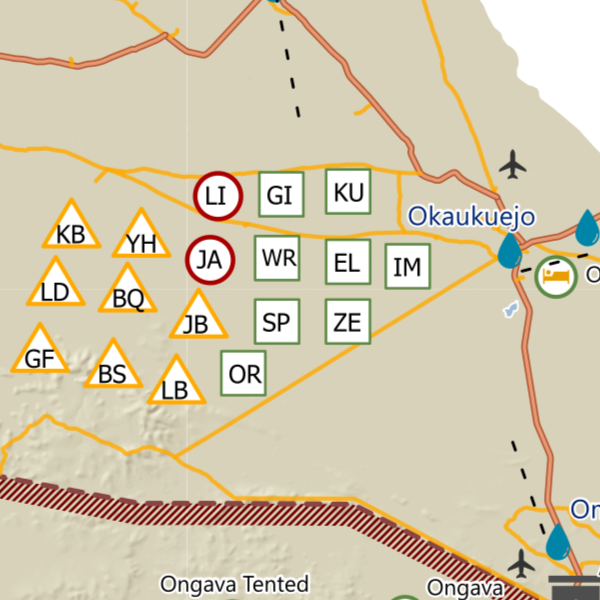 LI
GI
KU
Okaukuejo
KB
YH
JA
WR
EL
IM
O
LD
BQ
JB
SP
ZE
GF
BS
LB
OR
On
Ongava Tented
Ongava